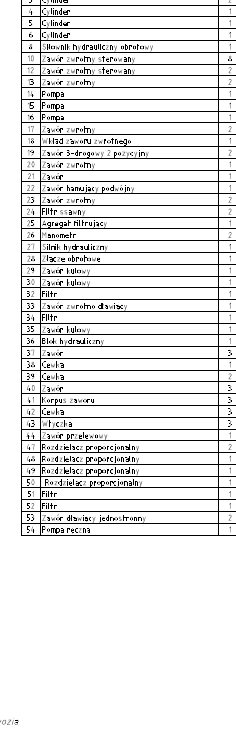 3 Cylinder 2
4 Cylinder 1
5 Cylinder 1
6 Cylinder 1
8 Siłownik hydrauliczny obrotowy 1
10 Zawór zwrotny sterowany 8
12 Zawór zwrotny sterowany 2
13 Zawór zwrotny 2
14 Pompa 1
15 Pompa 1
16 Pompa 1
17 Zawór zwrotny 2
18 Wkład zaworu zwrotnego 1
19 Zawór 3-drogowy 2 pozycyjny 2
20 Zawór zwrotny 1
21 Zawór 1
22 Zawór hamujący podwójny 1
23 Zawór zwrotny 2
24 Filtr ssawny 2
25 Agregat filtrujący 1
26 Manometr 2
27 Silnik hydrauliczny 1
28 Złącze obrotowe 1
29 Zawór kulowy 1
30 Zawór kulowy 1
32 Filtr 1
33 Zawór zwrotno dławiący 1
34 Filtr 1
35 Zawór kulowy 1
36 Blok hydrauliczny 1
37 Zawór 3
38 Cewka 1
39 Cewka 2
40 Zawór 3
41 Korpus zaworu 3
42 Cewka 3
43 Wtyczka 3
44 Zawór przelewowy 1
47 Rozdzielacz proporcjonalny 2
48 Rozdzielacz proporcjonalny 1
49 Rozdzielacz proporcjonalny 1
50 Rozdzielacz proporcjonalny 1
51 Filtr 1
52 Filtr 1
53 Zawór dławiący jednostronny 2
54 Pompa ręczna 1